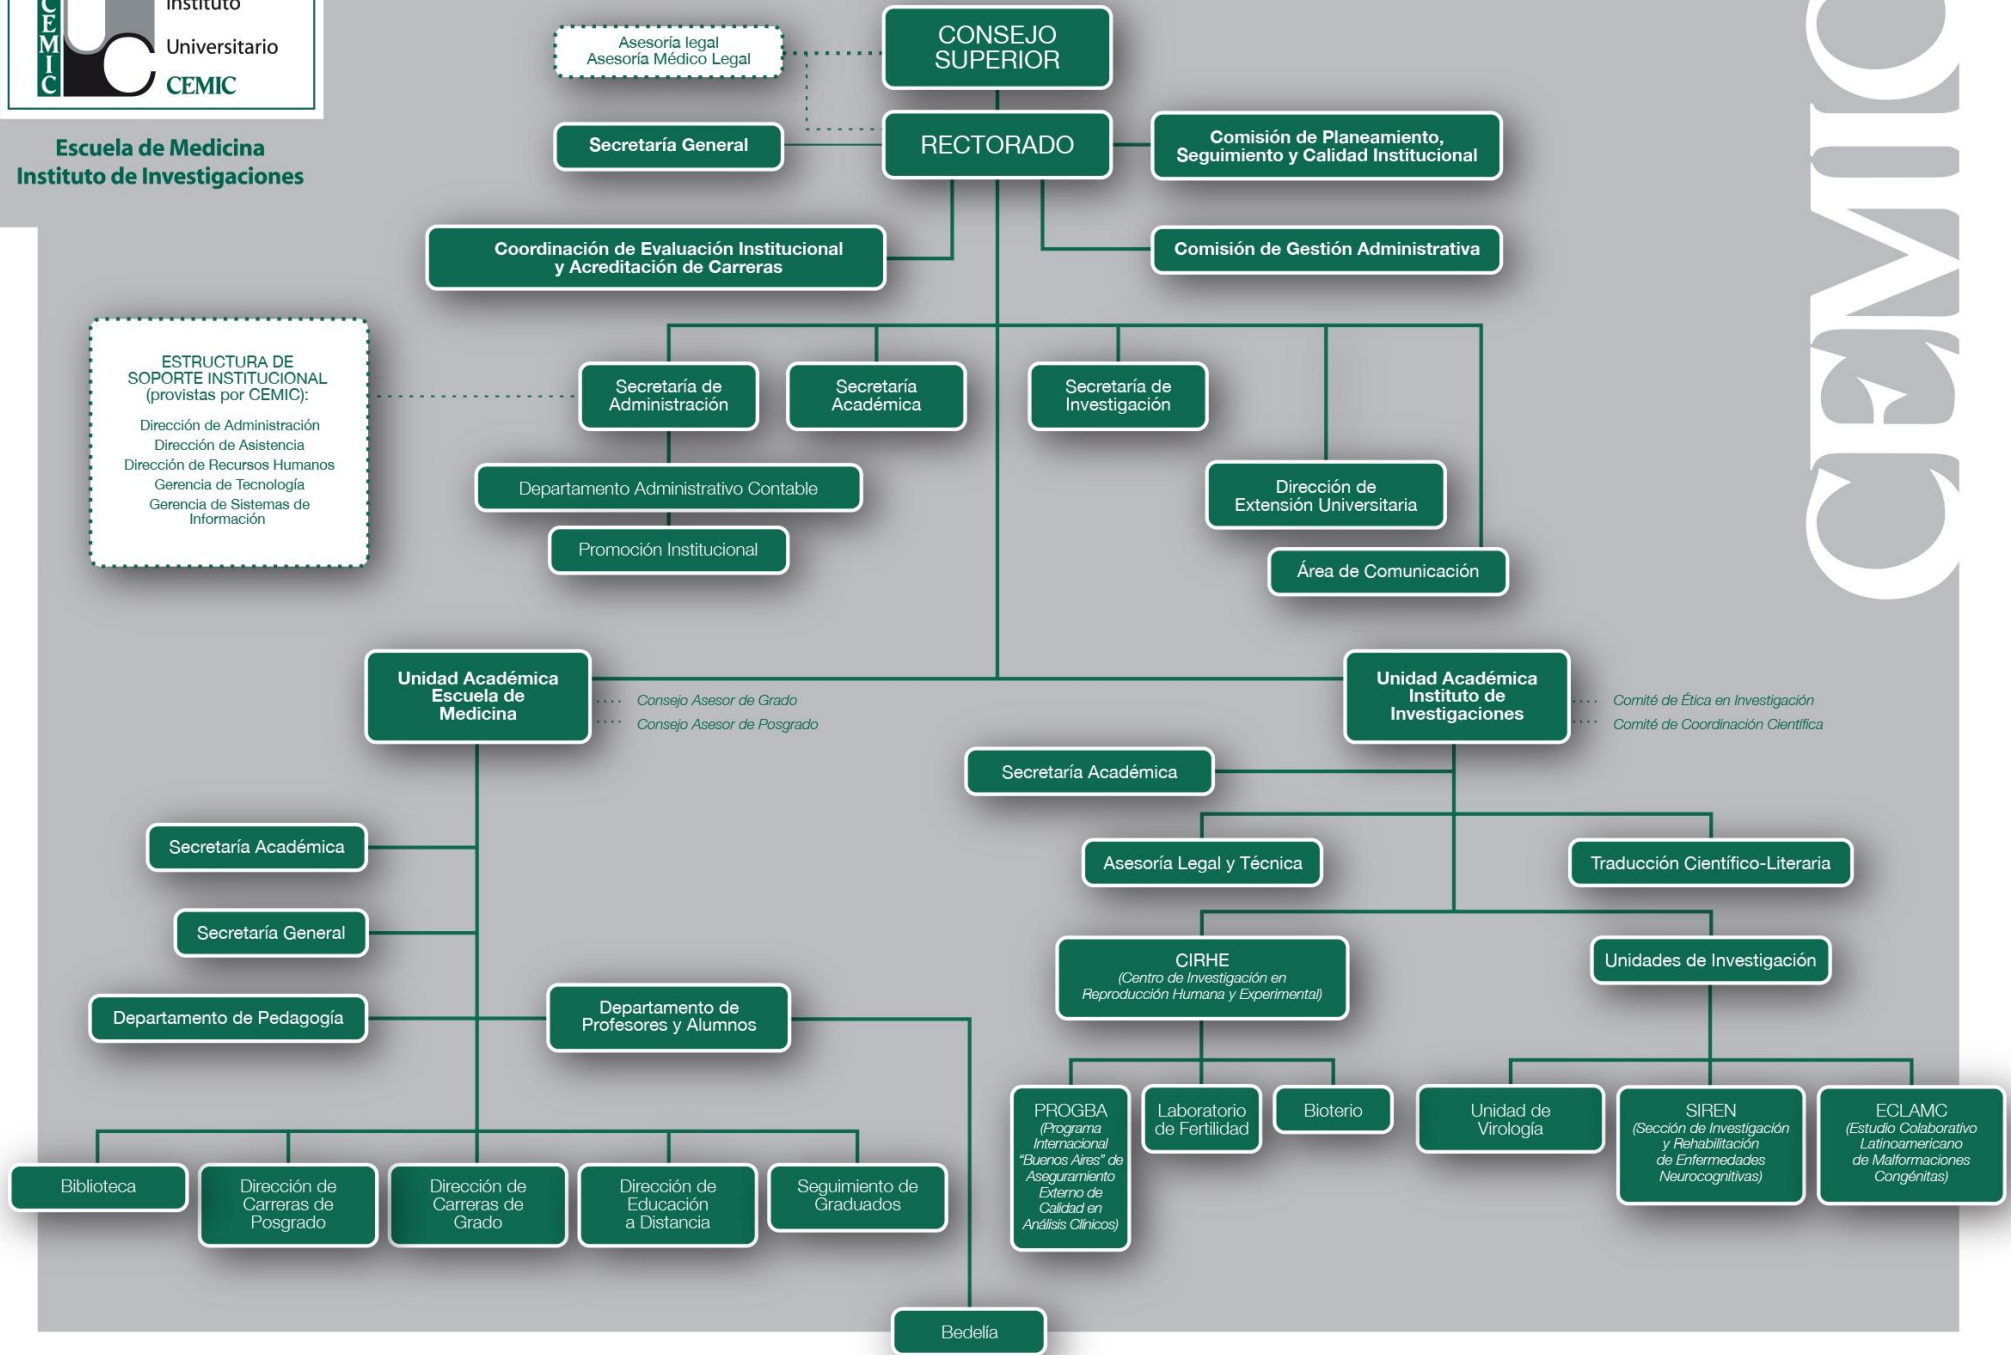 Instituto
Universitario
CEMIC
CEMIC
Escuela de Medicina
Instituto de Investigaciones
CEMIC
Asesoría legal
Asesoría Médico Legal
CONSEJO
SUPERIOR
Secretaría General
RECTORADO
Comisión de Planeamiento,
Seguimiento y Calidad Institucional
Coordinación de Evaluación Institucional
y Acreditación de Carreras
Comisión de Gestión Administrativa
ESTRUCTURA DE
SOPORTE INSTITUCIONAL
(provistas por CEMIC):
Dirección de Administración
Dirección de Asistencia
Dirección de Recursos Humanos
Gerencia de Tecnología
Gerencia de Sistemas de
Información
Secretaría de
Administración
Secretaría
Académica
Secretaría de
Investigación
Departamento Administrativo Contable
Promoción Institucional
Dirección de
Extensión Universitaria
Área de Comunicación
Unidad Académica
Escuela de
Medicina
Consejo Asesor de Grado
Consejo Asesor de Posgrado
Unidad Académica
Instituto de
Investigaciones
Comité de Ética en Investigación
Comité de Coordinación Científica
Secretaría Académica
Secretaría General
Departamento de Pedagogía
Departamento de
Profesores y Alumnos
Biblioteca
Dirección de
Carreras de
Posgrado
Dirección de
Carreras de
Grado
Dirección de
Educación
a Distancia
Seguimiento de
Graduados
Bedelía
Secretaría Académica
Asesoría Legal y Técnica
Traducción Científico-Literaria
CIRHE
(Centro de Investigación en
Reproducción Humana y Experimental)
Unidades de Investigación
PROGBA
(Programa
Internacional
“Buenos Aires” de
Aseguramiento
Externo de
Calidad en
Análisis Clínicos)
Laboratorio
de Fertilidad
Bioterio
Unidad de
Virología
SIREN
(Sección de Investigación
y Rehabilitación
de Enfermedades
Neurocognitivas)
ECLAMC
(Estudio Colaborativo
Latinoamericano
de Malformaciones
Congénitas)